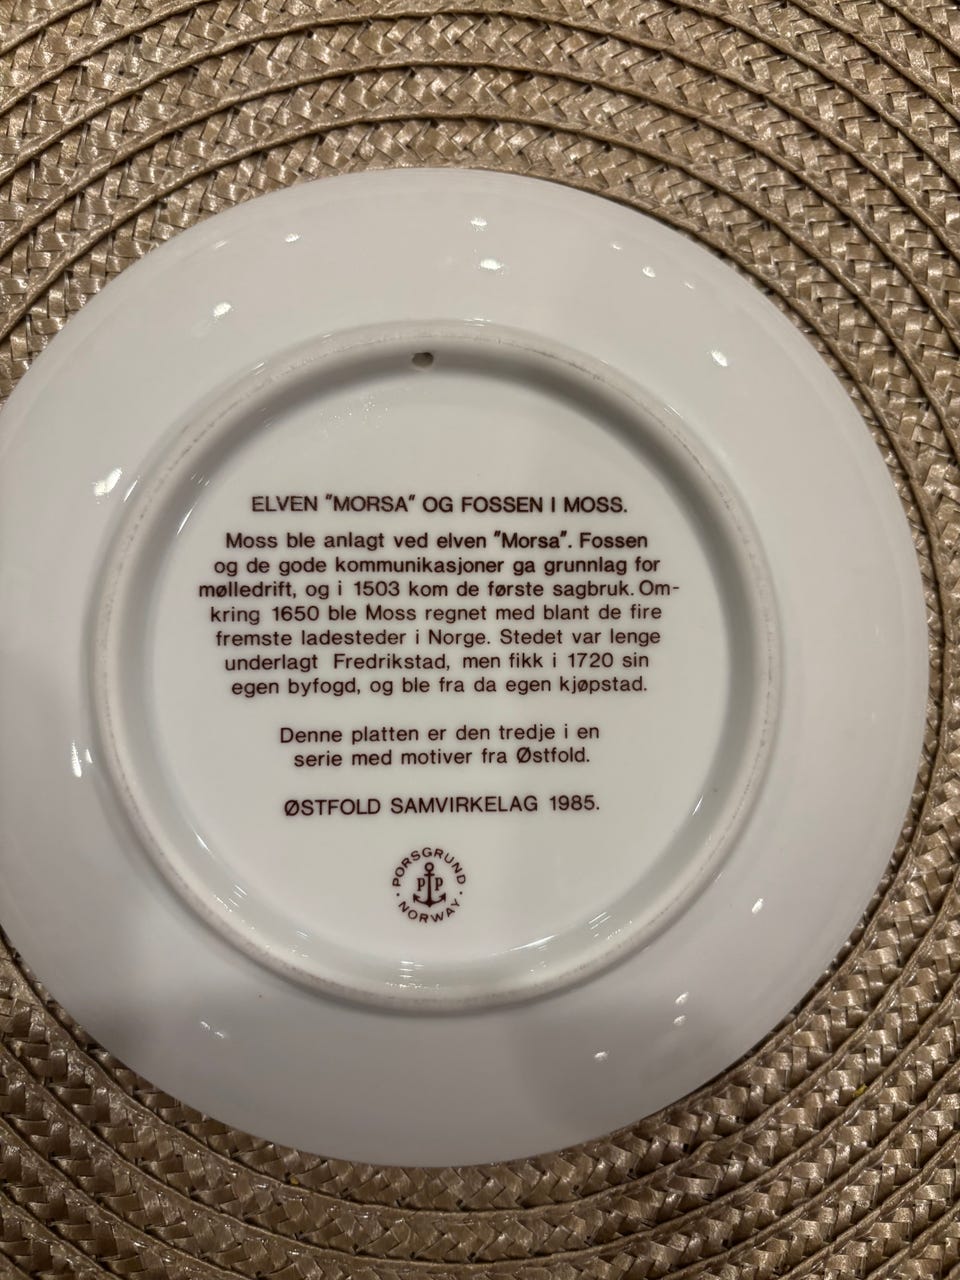 ELVEN "MORSA" OG FOSSEN I MOSS.
Moss ble anlagt ved elven "Morsa". Fossen
og de gode kommunikasjoner ga grunnlag for
mølledrift, og i 1503 kom de første sagbruk. Om-
kring 1650 ble Moss regnet med blant de fire
fremste ladesteder i Norge. Stedet var lenge
underlagt Fredrikstad, men fikk i 1720 sin
egen byfogd, og ble fra da egen kjøpstad.
Denne platten er den tredje i en
serie med motiver fra Østfold.
ØSTFOLD SAMVIRKELAG 1985.
PORSGRUND
PP
NORWAY